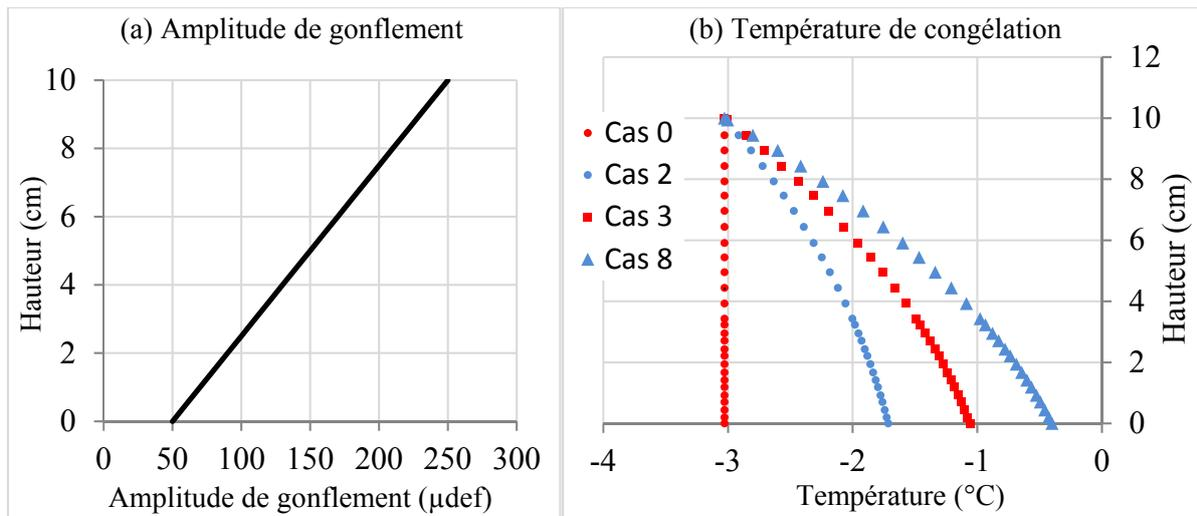 (a) Amplitude de gonflement
10
8
6
4
2
0
Hauteur (cm)
0 50 100 150 200 250 300
Amplitude de gonflement (µdef)
(b) Température de congélation
Cas 0
Cas 2
Cas 3
Cas 8
12
10
8
6
4
2
0
Hauteur (cm)
-4 -3 -2 -1 0
Température (°C)